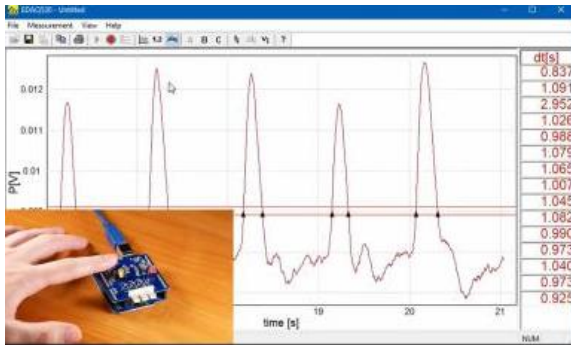 EDAQ530 - Untitled
File Measurement View Help
1.2 B C V₁ ?
dt[s]
0.837
1.091
2.952
1.026
0.988
1.079
1.065
1.007
1.045
1.082
0.990
0.973
1.040
0.973
0.925
0.012
0.011
0.01
P[V]
19 20 21
time [s]
NUM